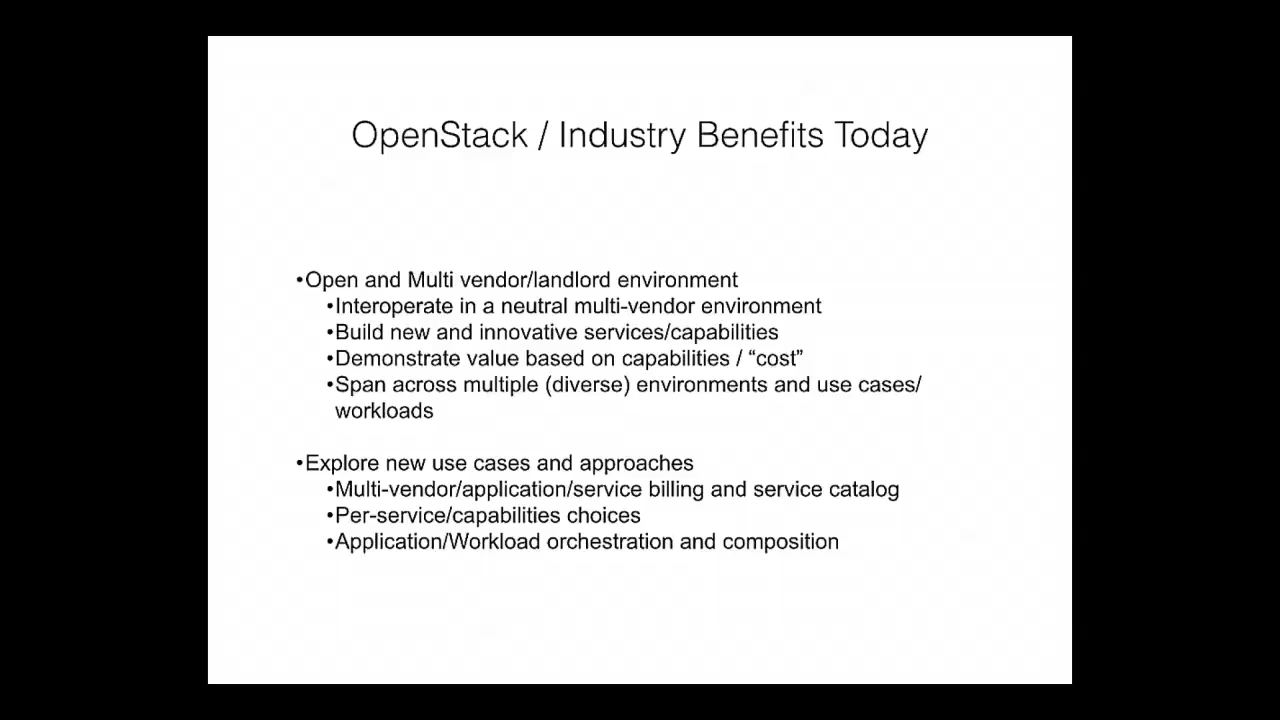 OpenStack / Industry Benefits Today
•Open and Multi vendor/landlord environment
•Interoperate in a neutral multi-vendor environment
•Build new and innovative services/capabilities
•Demonstrate value based on capabilities / “cost”
•Span across multiple (diverse) environments and use cases/
workloads
•Explore new use cases and approaches
•Multi-vendor/application/service billing and service catalog
•Per-service/capabilities choices
•Application/Workload orchestration and composition